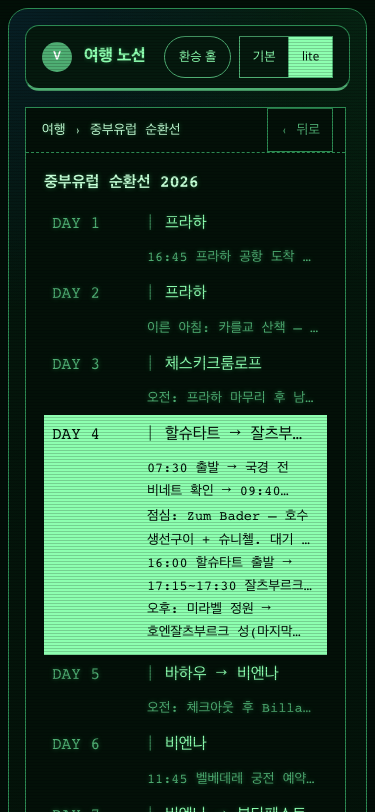 V 여행 노선 환승 홀 기본 lite
여행 › 중부유럽 순환선 ‹ 뒤로
중부유럽 순환선 2026
DAY 1 | 프라하
16:45 프라하 공항 도착 …
DAY 2 | 프라하
이른 아침: 카를교 산책 — …
DAY 3 | 체스키크룸로프
오전: 프라하 마무리 후 남…
DAY 4 | 할슈타트 → 잘츠부…
07:30 출발 → 국경 전
비네트 확인 → 09:40…
점심: Zum Bader — 호수
생선구이 + 슈니첼. 대기 …
16:00 할슈타트 출발 →
17:15~17:30 잘츠부르크…
오후: 미라벨 정원 →
호엔잘츠부르크 성(마지막…
DAY 5 | 바하우 → 비엔나
오전: 체크아웃 후 Billa…
DAY 6 | 비엔나
11:45 벨베데레 궁전 예약…